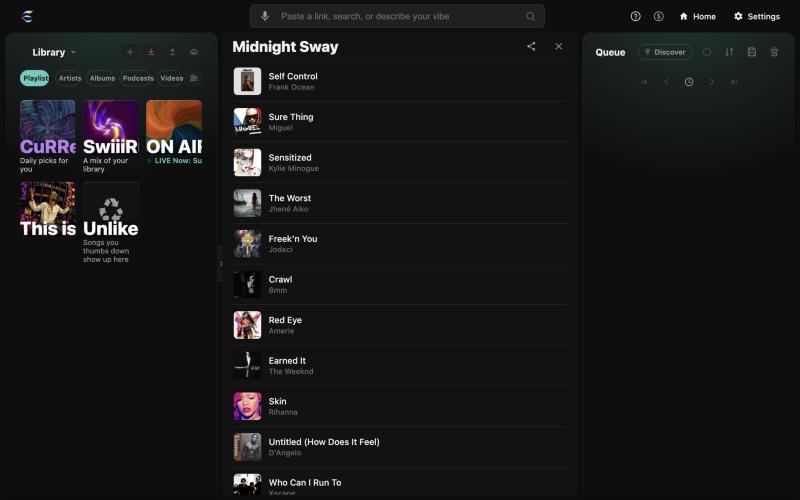 Paste a link, search, or describe your vibe
Home
Settings
Library
Playlist
Artists
Albums
Podcasts
Videos
CuRRe
Daily picks for you
SwiiR
A mix of your library
ON AIR
LIVE Now: Su
This is
Unlike
Songs you thumbs down show up here
Midnight Sway
Self Control
Frank Ocean
Sure Thing
Miguel
Sensitized
Kylie Minogue
The Worst
Jhené Aiko
Freek'n You
Jodeci
Crawl
8mm
Red Eye
Amerie
Earned It
The Weeknd
Skin
Rihanna
Untitled (How Does It Feel)
D'Angelo
Who Can I Run To
Xscape
Queue
Discover